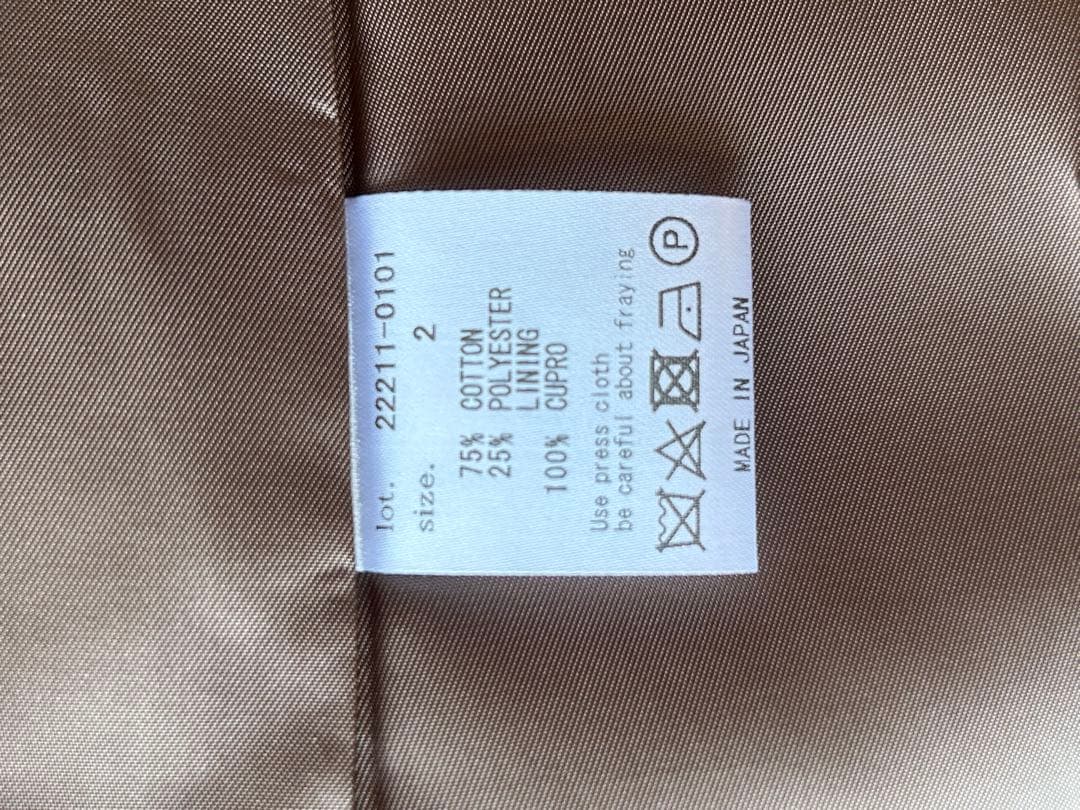 lot. 22211-0101
size. 2
75% COTTON
25% POLYESTER
LINING
100% CUPRO
Use press cloth
be careful about fraying
P
MADE IN JAPAN